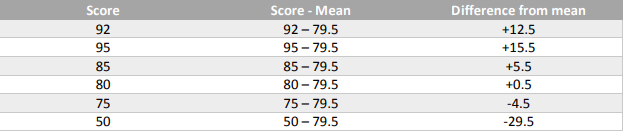 Score Score - Mean Difference from mean
92 92 – 79.5 +12.5
95 95 – 79.5 +15.5
85 85 – 79.5 +5.5
80 80 – 79.5 +0.5
75 75 – 79.5 -4.5
50 50 – 79.5 -29.5